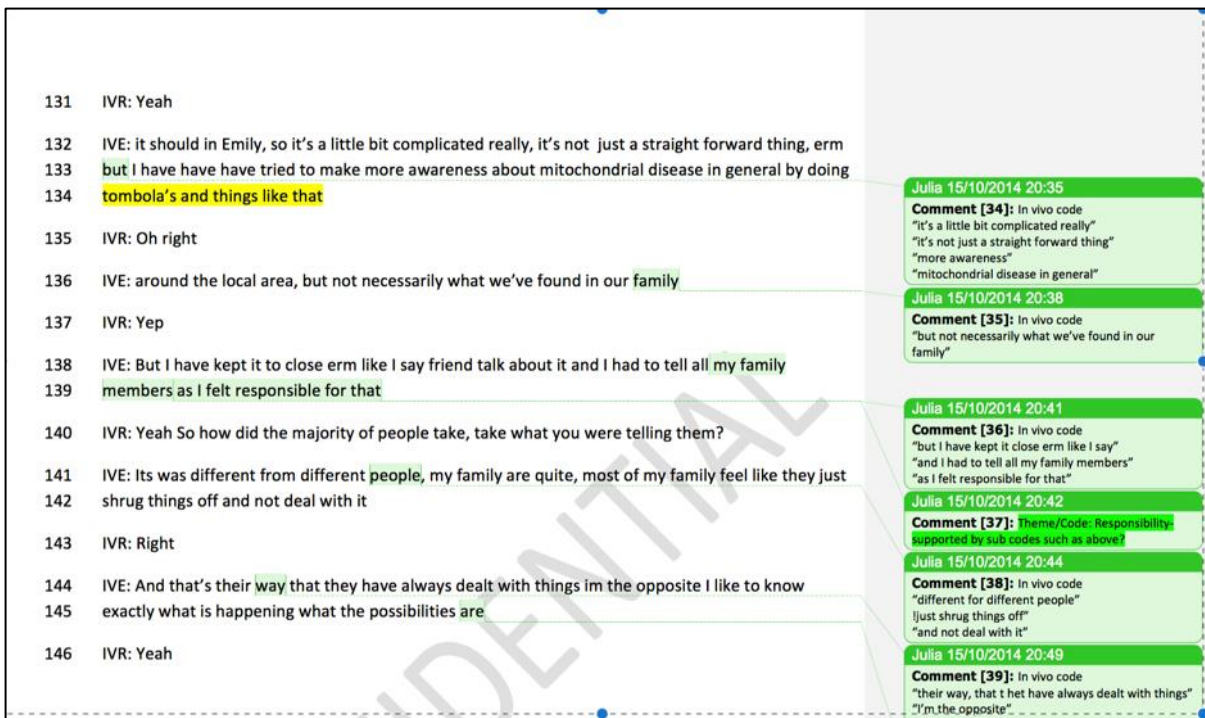 131 IVR: Yeah
132 IVE: it should in Emily, so it's a little bit complicated really, it's not just a straight forward thing, erm
133 but I have have have tried to make more awareness about mitochondrial disease in general by doing
134 tombola's and things like that
135 IVR: Oh right
136 IVE: around the local area, but not necessarily what we've found in our family
137 IVR: Yep
138 IVE: But I have kept it to close erm like I say friend talk about it and I had to tell all my family
139 members as I felt responsible for that
140 IVR: Yeah So how did the majority of people take, take what you were telling them?
141 IVE: Its was different from different people, my family are quite, most of my family feel like they just
142 shrug things off and not deal with it
143 IVR: Right
144 IVE: And that's their way that they have always dealt with things im the opposite I like to know
145 exactly what is happening what the possibilities are
146 IVR: Yeah
Julia 15/10/2014 20:35
Comment [34]: In vivo code
"it's a little bit complicated really"
"it's not just a straight forward thing"
"more awareness"
"mitochondrial disease in general"
Julia 15/10/2014 20:38
Comment [35]: In vivo code
"but not necessarily what we've found in our
family"
Julia 15/10/2014 20:41
Comment [36]: In vivo code
"but I have kept it close erm like I say"
"and I had to tell all my family members"
"as I felt responsible for that"
Julia 15/10/2014 20:42
Comment [37]: Theme/Code: Responsibility-
supported by sub codes such as above?
Julia 15/10/2014 20:44
Comment [38]: In vivo code
"different for different people"
!just shrug things off"
"and not deal with it"
Julia 15/10/2014 20:49
Comment [39]: In vivo code
"their way, that t het have always dealt with things"
"I'm the opposite"
NDENTIAL